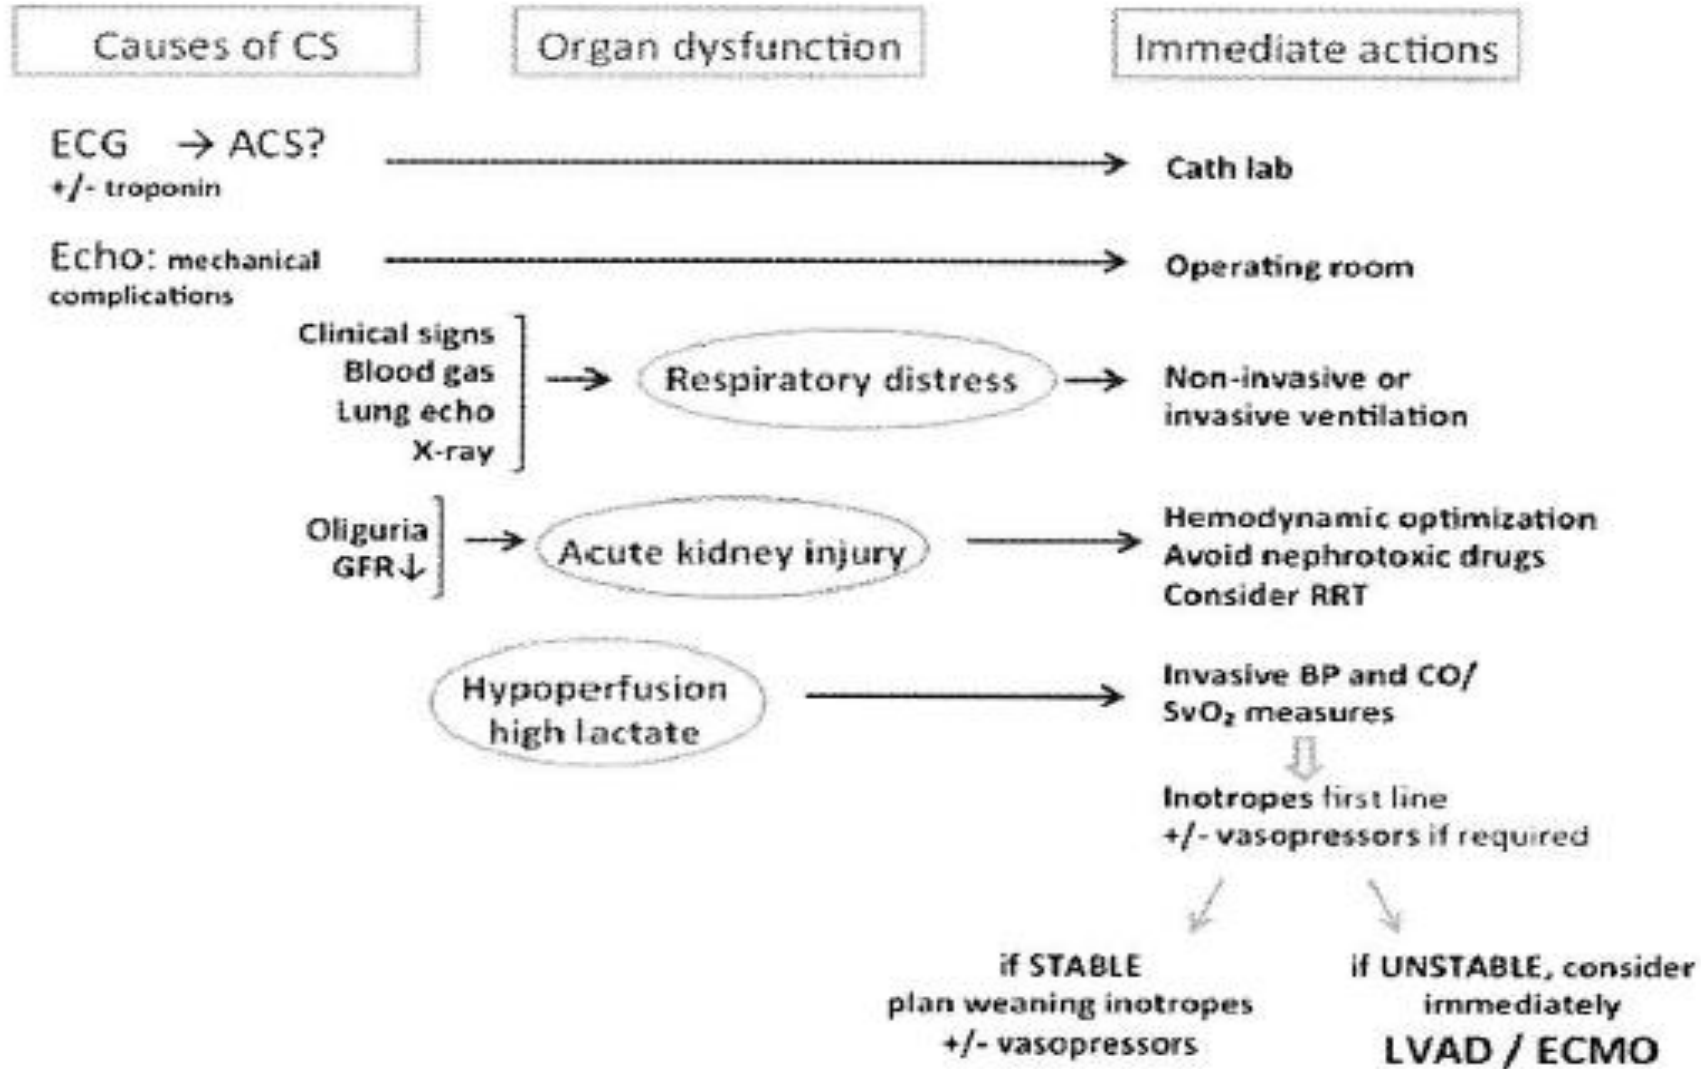 Causes of CS
Organ dysfunction
Immediate actions
ECG → ACS?
+/- troponin
Cath lab
Echo: mechanical
complications
Operating room
Clinical signs
Blood gas
Lung echo
X-ray
Respiratory distress
Non-invasive or
invasive ventilation
Oliguria
GFR↓
Acute kidney injury
Hemodynamic optimization
Avoid nephrotoxic drugs
Consider RRT
Hypoperfusion
high lactate
Invasive BP and CO/
SvO₂ measures
Inotropes first line
+/- vasopressors if required
if STABLE
plan weaning inotropes
+/- vasopressors
if UNSTABLE, consider
immediately
LVAD / ECMO